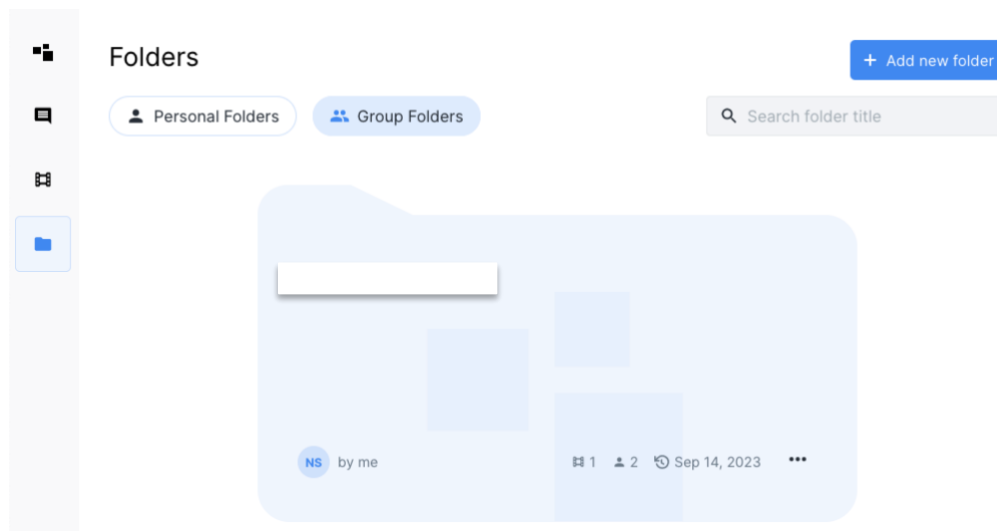 Folders
+ Add new folder
Personal Folders
Group Folders
Search folder title
NS
by me
1
2
Sep 14, 2023
•••